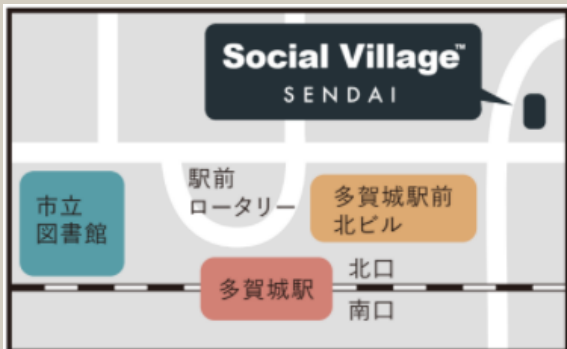 Social Village™
SENDAI
駅前
ロータリー
市立
図書館
多賀城駅前
北ビル
多賀城駅
北口
南口